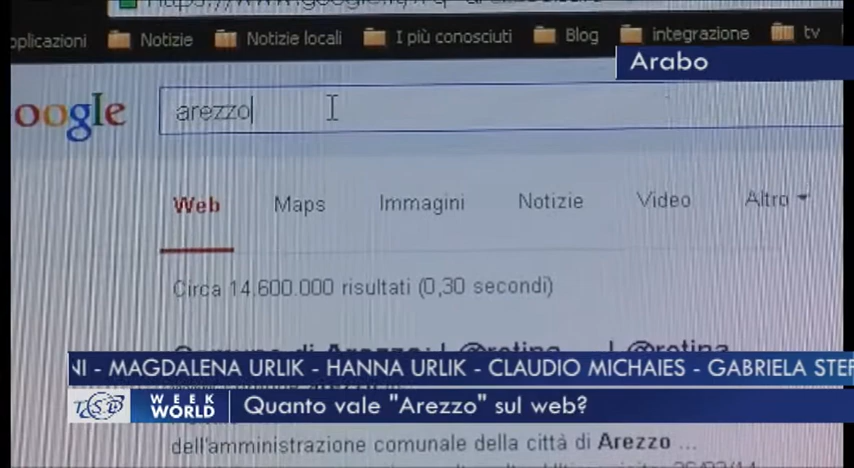 plicazioni Notizie Notizie locali I più conosciuti Blog integrazione tv
Arabo
oogle arezzo
Web Maps Immagini Notizie Video Altro
Circa 14.600.000 risultati (0,30 secondi)
NI - MAGDALENA URLIK - HANNA URLIK - CLAUDIO MICHAIES - GABRIELA STEF
TSD WEEK WORLD Quanto vale "Arezzo" sul web?
dell'amministrazione comunale della città di Arezzo ...